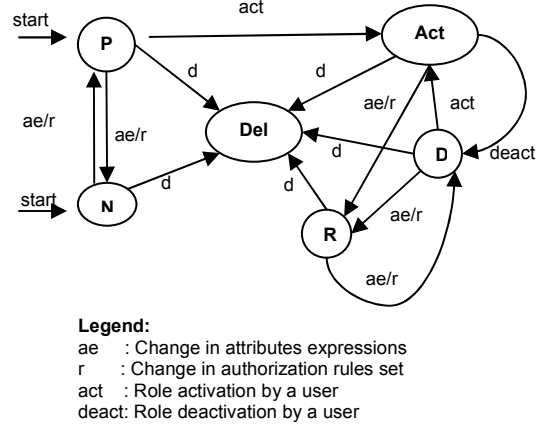 start
act
P
Act
d
d
ae/r
act
ae/r
ae/r
Del
D
deact
d
d
d
start
N
R
ae/r
ae/r
Legend:
ae : Change in attributes expressions
r : Change in authorization rules set
act : Role activation by a user
deact: Role deactivation by a user